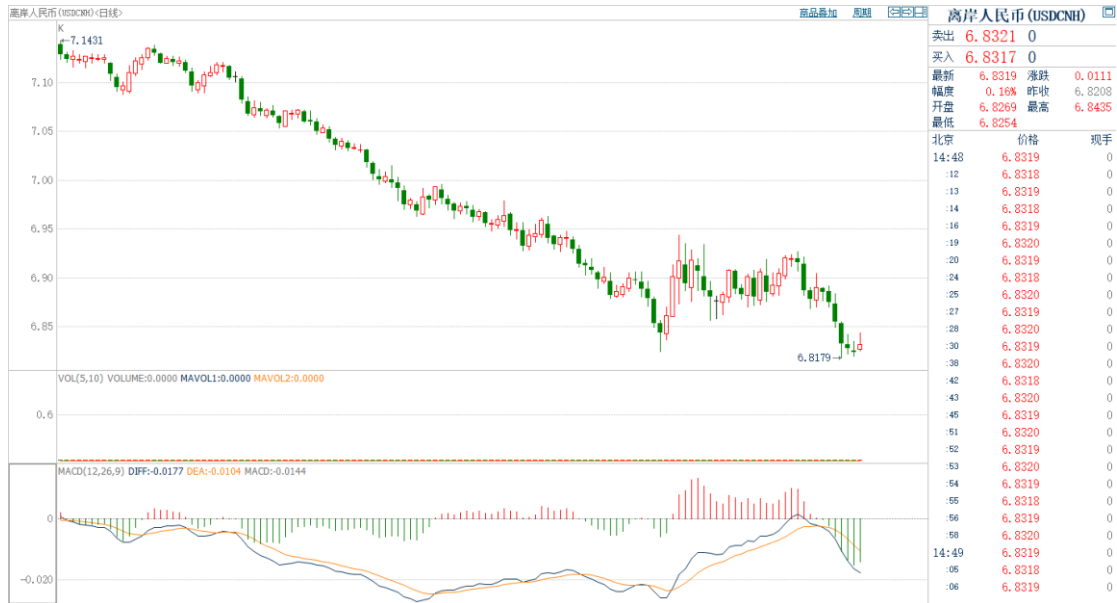 离岸人民币(USDCNH)<日线>
商品叠加 周期
K
←7.1431
7.10
7.05
7.00
6.95
6.90
6.85
6.8179→
VOL(5,10) VOLUME:0.0000 MAVOL1:0.0000 MAVOL2:0.0000
0.6
MACD(12,26,9) DIFF:-0.0177 DEA:-0.0104 MACD:-0.0144
0
-0.020
离岸人民币(USDCNH)
卖出 6.8321 0
买入 6.8317 0
最新 6.8319 涨跌 0.0111
幅度 0.16% 昨收 6.8208
开盘 6.8269 最高 6.8435
最低 6.8254
北京 价格 现手
14:48 6.8319 0
:12 6.8318 0
:13 6.8319 0
:14 6.8318 0
:16 6.8319 0
:19 6.8320 0
:20 6.8319 0
:24 6.8318 0
:25 6.8320 0
:27 6.8319 0
:28 6.8320 0
:30 6.8319 0
:38 6.8320 0
:42 6.8318 0
:43 6.8320 0
:45 6.8319 0
:51 6.8320 0
:52 6.8319 0
:53 6.8320 0
:54 6.8319 0
:55 6.8318 0
:56 6.8319 0
:58 6.8320 0
14:49 6.8319 0
:05 6.8318 0
:06 6.8319 0